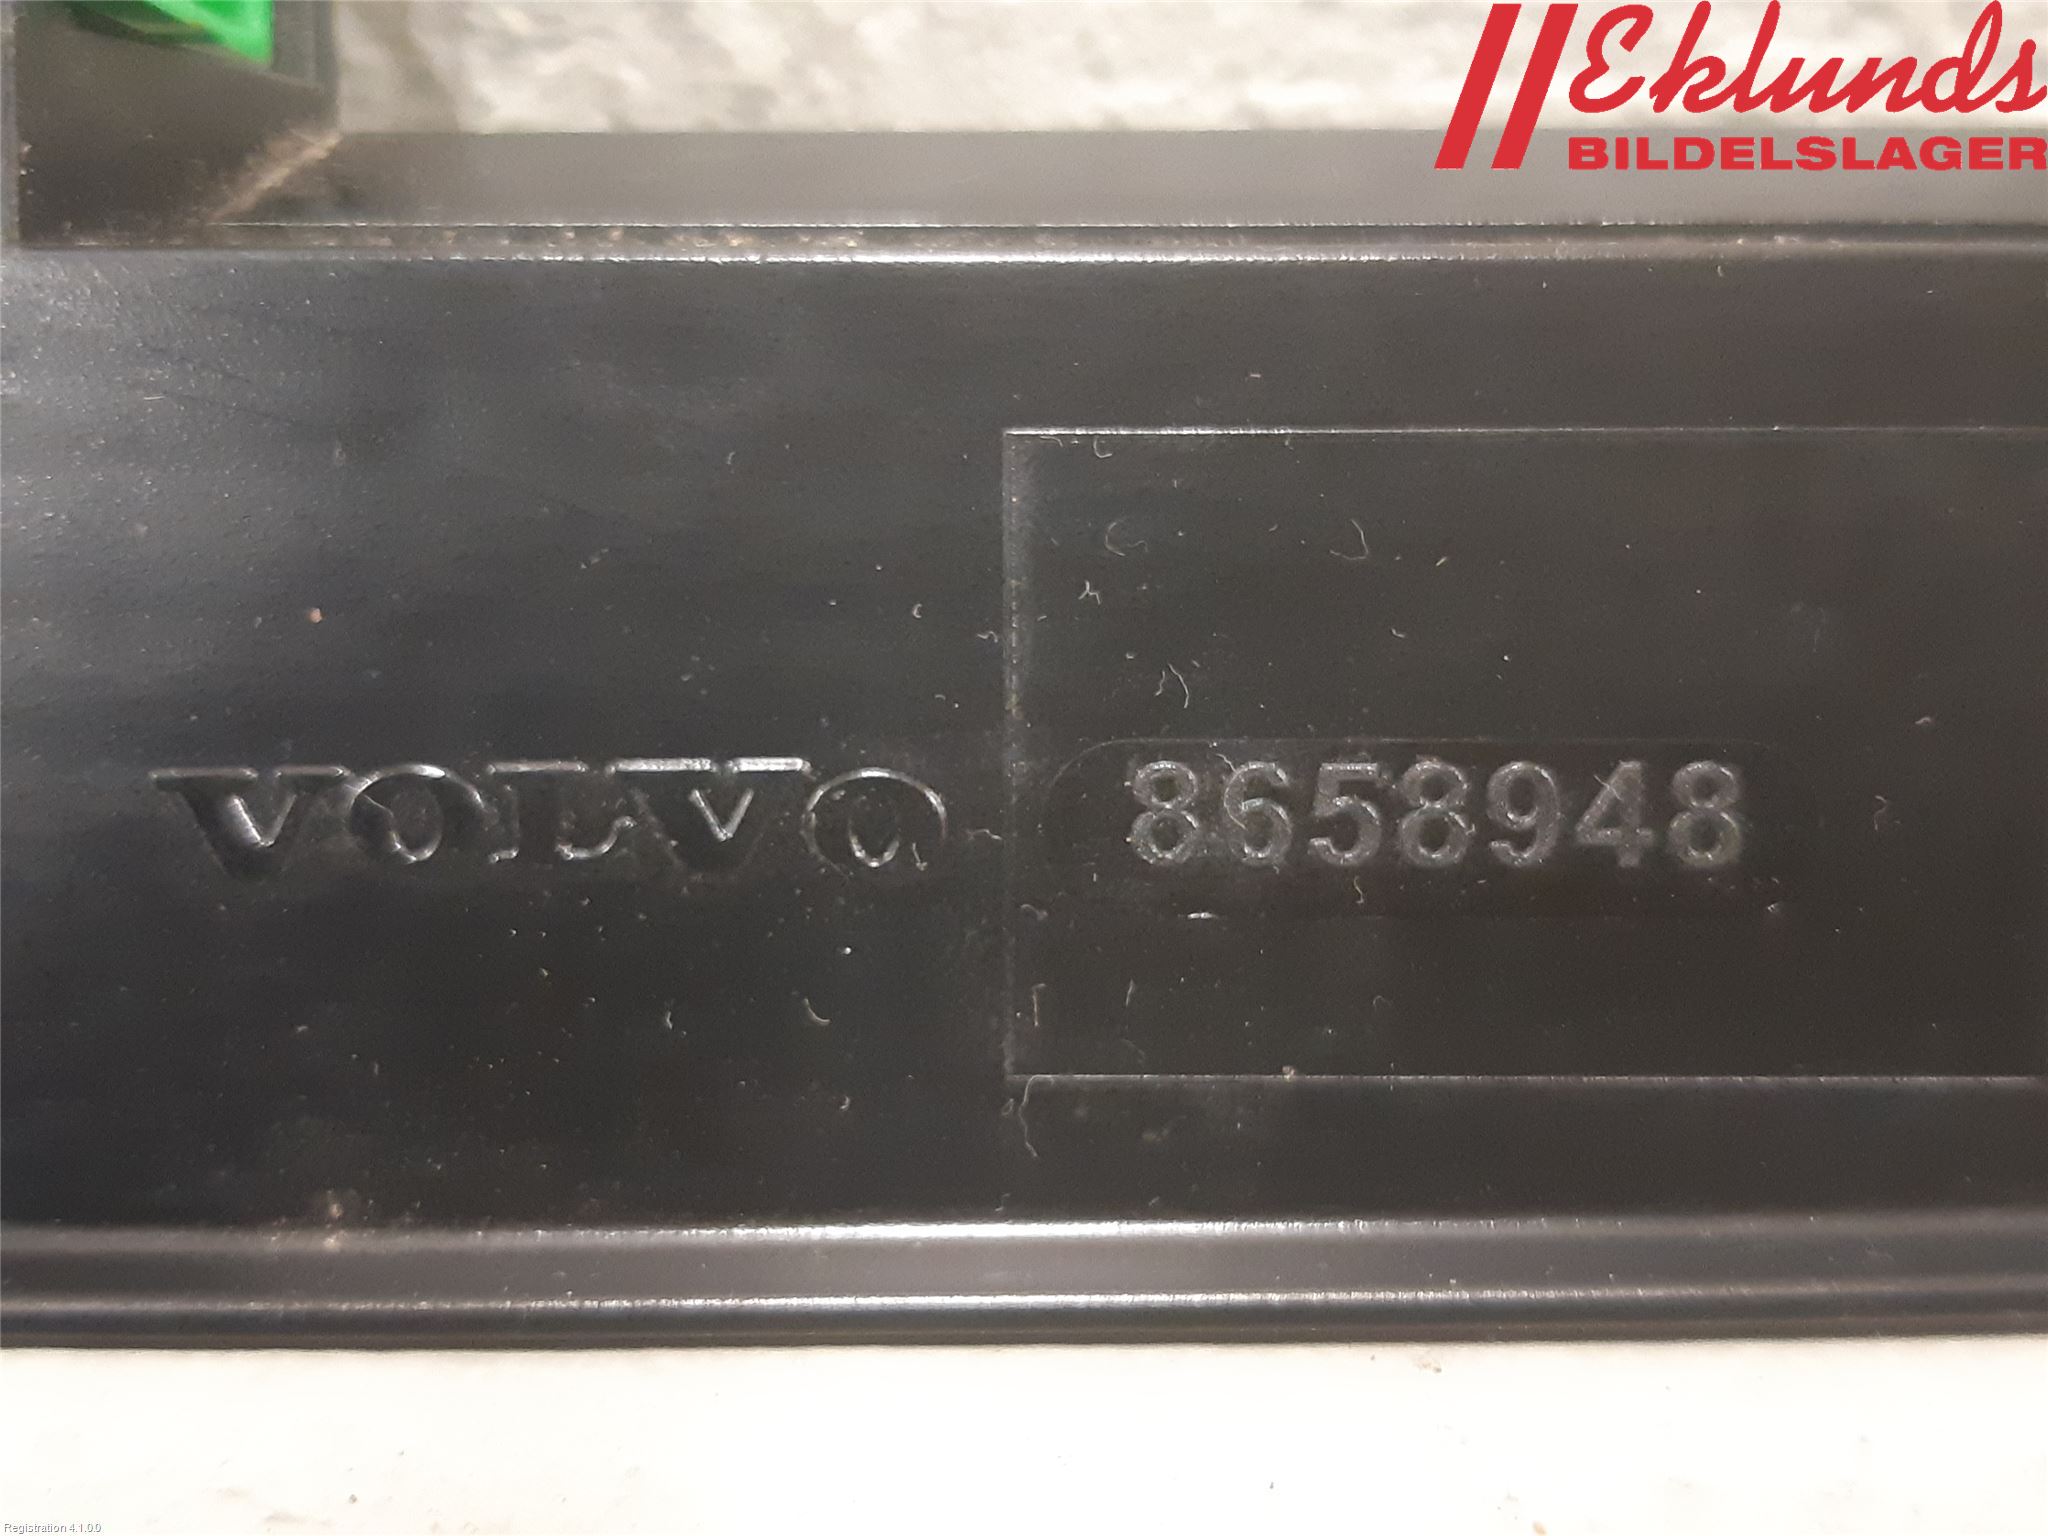 Eklunds
BILDELSLAGER
VOLVO
8658948
Registration 4.1.0.0